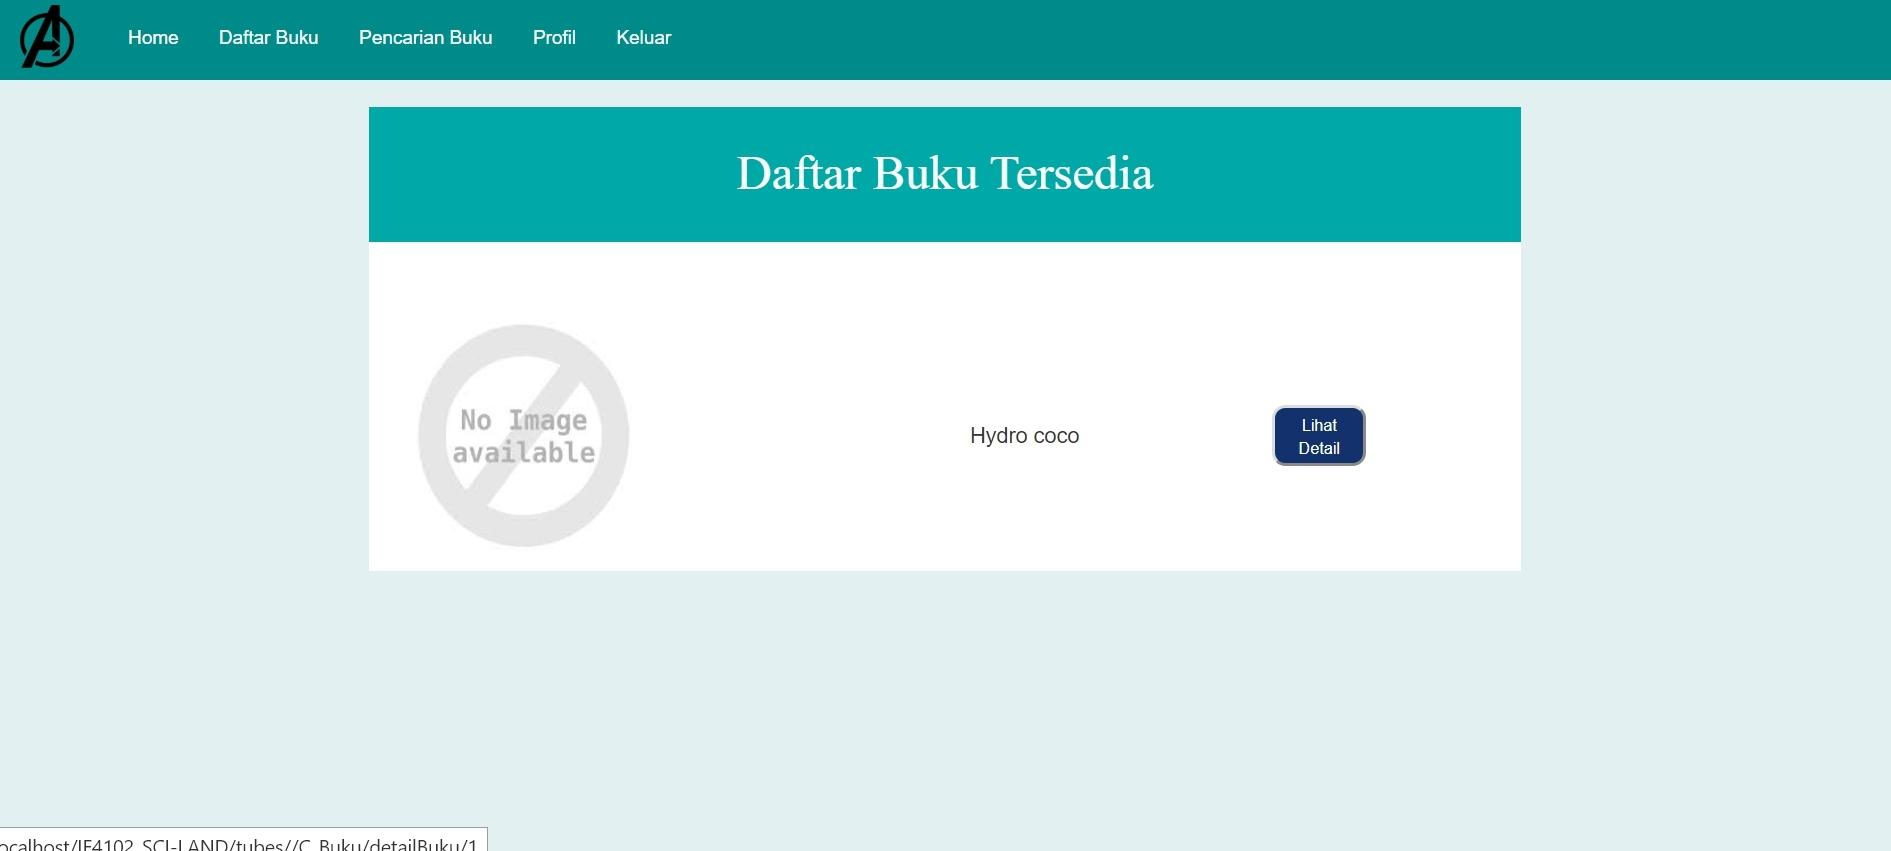 Home Daftar Buku Pencarian Buku Profil Keluar
Daftar Buku Tersedia
No Image
available
Hydro coco
Lihat
Detail
ocalhost/IF4102_SCI-LAND/tubes//C_Buku/detailBuku/1